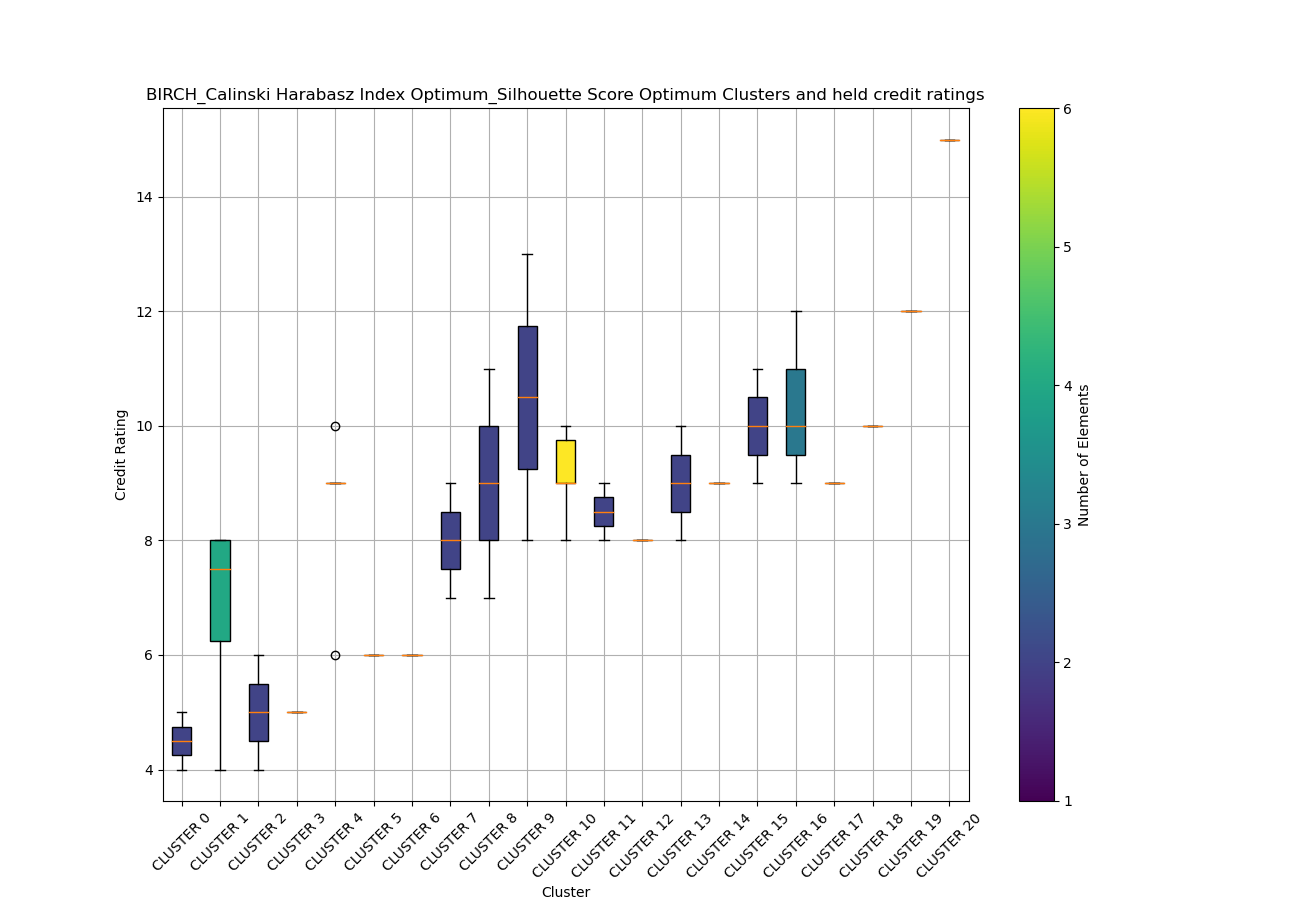 BIRCH_Calinski Harabasz Index Optimum_Silhouette Score Optimum Clusters and held credit ratings
Credit Rating
14
12
10
8
6
4
CLUSTER 0
CLUSTER 1
CLUSTER 2
CLUSTER 3
CLUSTER 4
CLUSTER 5
CLUSTER 6
CLUSTER 7
CLUSTER 8
CLUSTER 9
CLUSTER 10
CLUSTER 11
CLUSTER 12
CLUSTER 13
CLUSTER 14
CLUSTER 15
CLUSTER 16
CLUSTER 17
CLUSTER 18
CLUSTER 19
CLUSTER 20
Cluster
6
5
4
3
2
1
Number of Elements